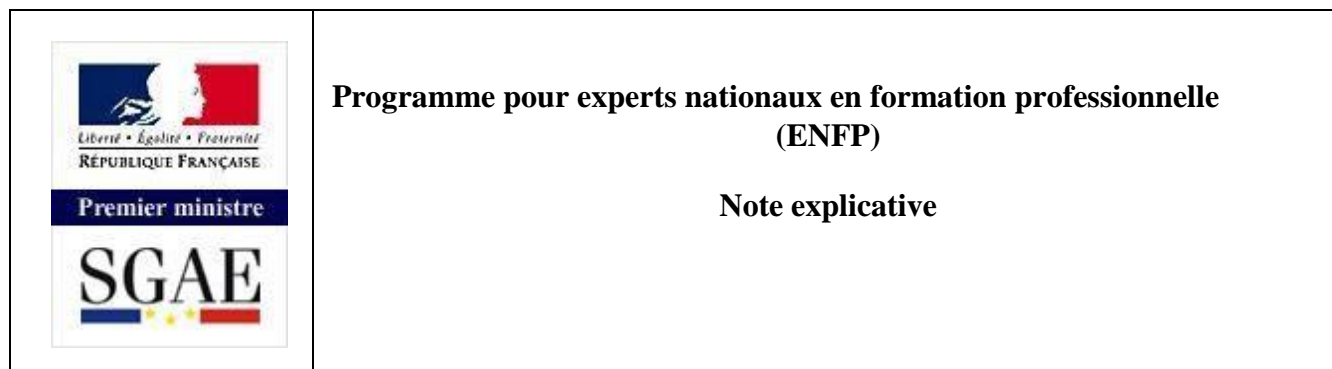 Liberté • Égalité • Fraternité
RÉPUBLIQUE FRANÇAISE
Premier ministre
SGAE
Programme pour experts nationaux en formation professionnelle
(ENFP)
Note explicative